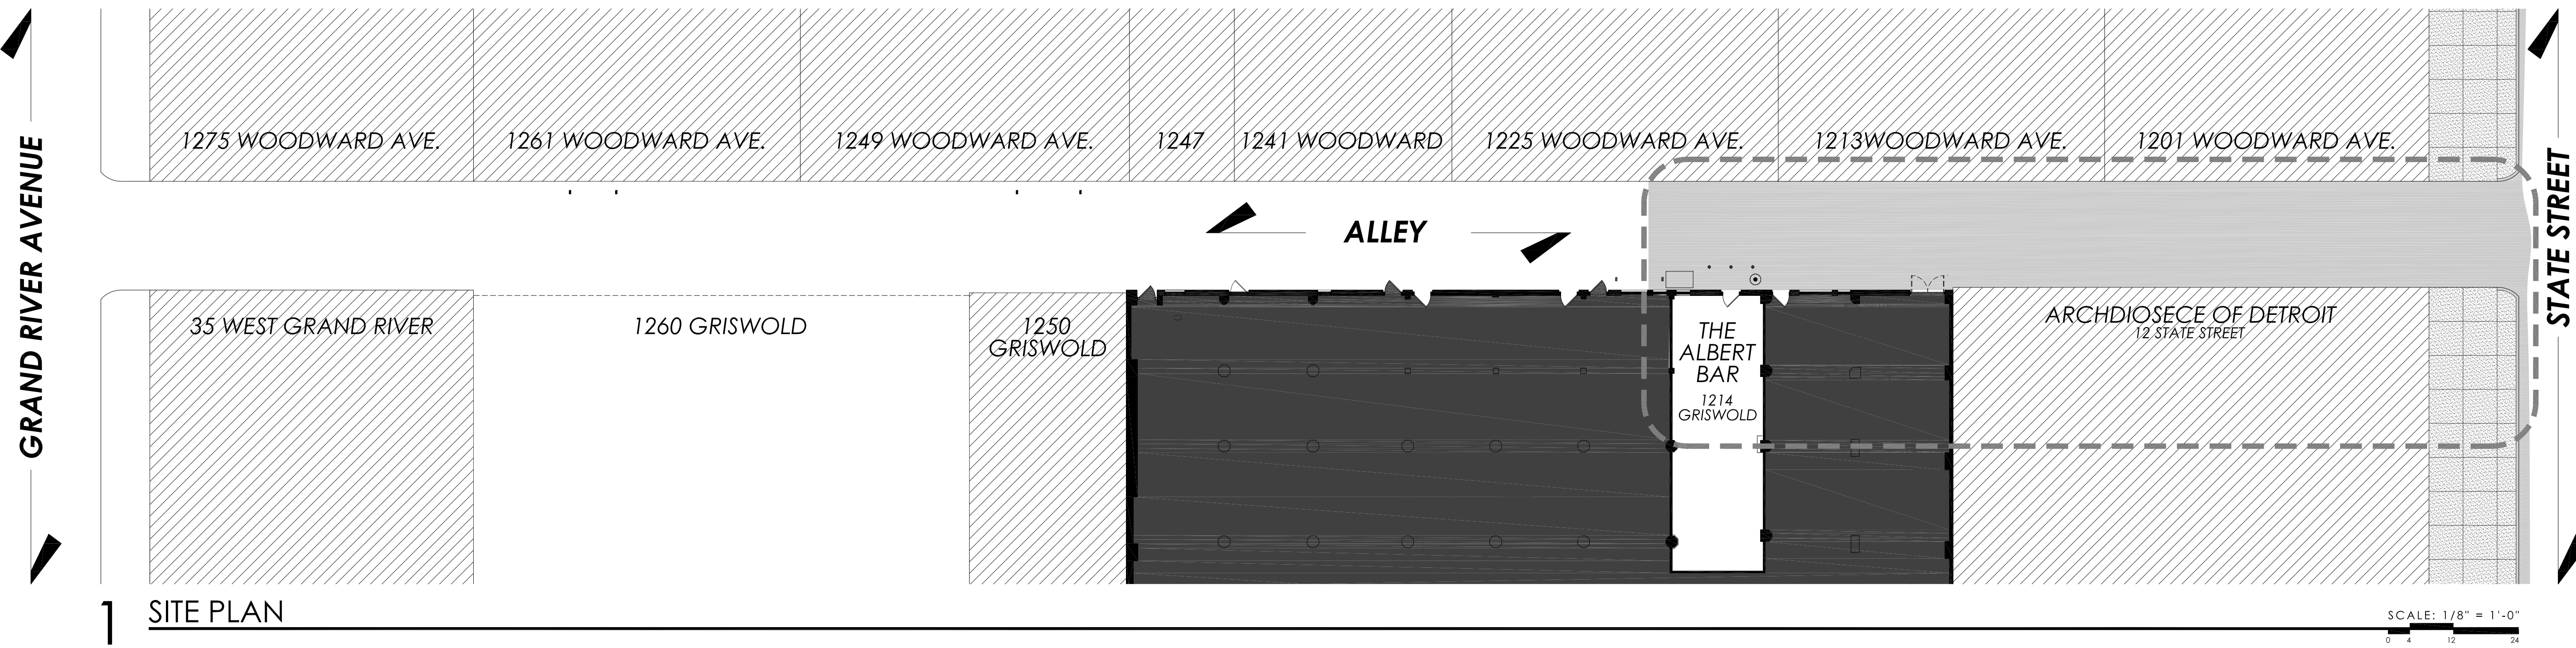 GRAND RIVER AVENUE
1275 WOODWARD AVE.
1261 WOODWARD AVE.
1249 WOODWARD AVE.
1247
1241 WOODWARD
1225 WOODWARD AVE.
1213WOODWARD AVE.
1201 WOODWARD AVE.
STATE STREET
ALLEY
35 WEST GRAND RIVER
1260 GRISWOLD
1250
GRISWOLD
THE
ALBERT
BAR
1214
GRISWOLD
ARCHDIOSECE OF DETROIT
12 STATE STREET
1 SITE PLAN
SCALE: 1/8" = 1'-0"
0 4 12 24